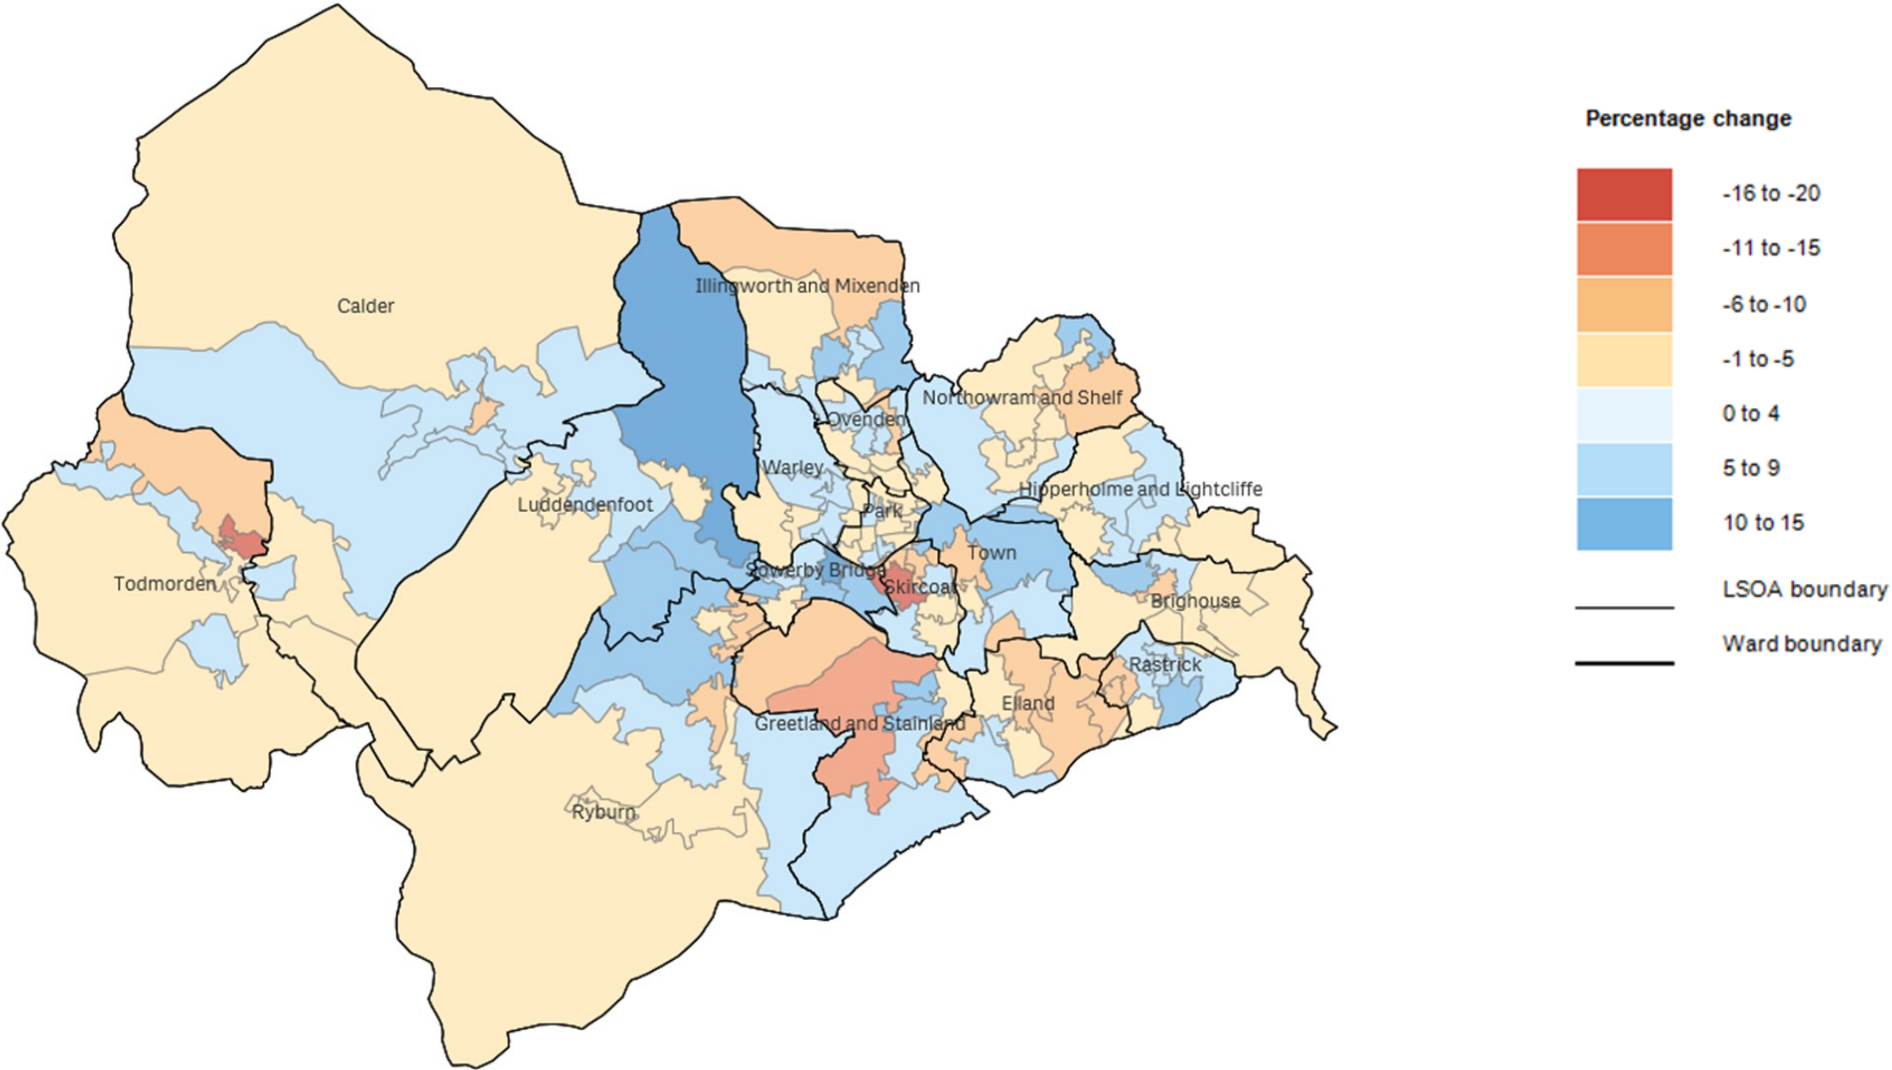 Percentage change
-16 to -20
-11 to -15
-6 to -10
-1 to -5
0 to 4
5 to 9
10 to 15
LSOA boundary
Ward boundary
Calder
Illingworth and Mixenden
Northowram and Shelf
Ovenden
Warley
Hipperholme and Lightcliffe
Luddendenfoot
Park
Town
Sowerby Bridge
Todmorden
Skircoat
Brighouse
Rastrick
Elland
Greetland and Stainland
Ryburn